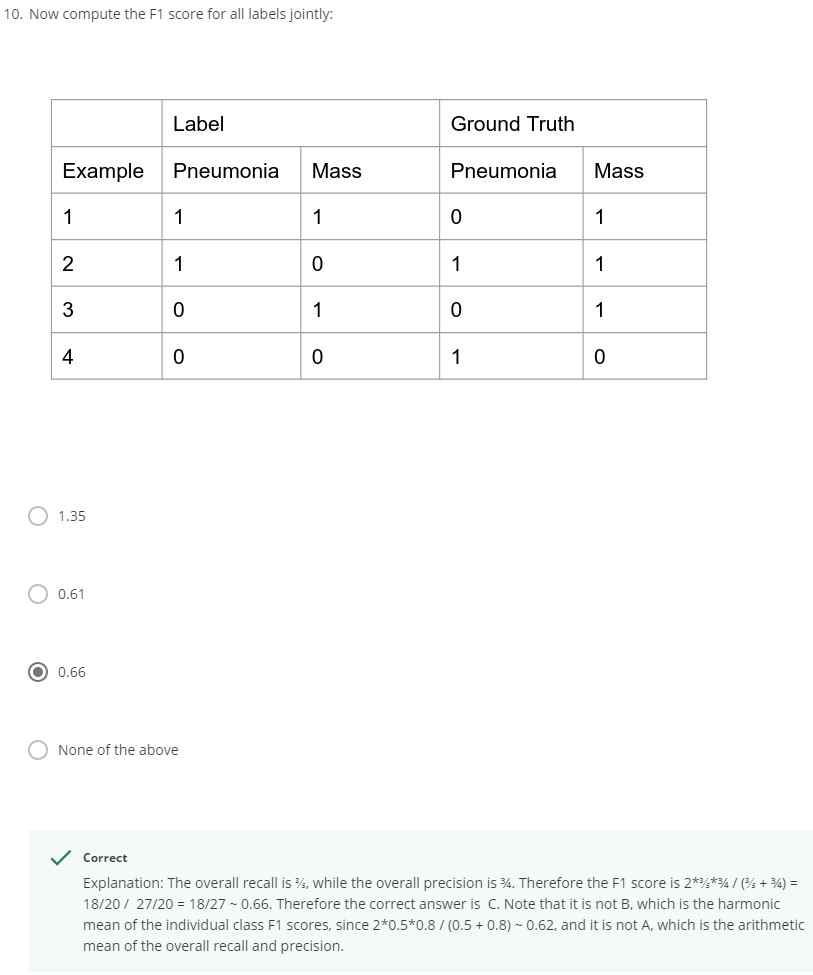 10. Now compute the F1 score for all labels jointly:
Label Ground Truth
Example Pneumonia Mass Pneumonia Mass
1 1 1 0 1
2 1 0 1 1
3 0 1 0 1
4 0 0 1 0
1.35
0.61
0.66
None of the above
Correct
Explanation: The overall recall is ⅗, while the overall precision is ¾. Therefore the F1 score is 2*⅗*¾ / (⅗ + ¾) =
18/20 / 27/20 = 18/27 ~ 0.66. Therefore the correct answer is C. Note that it is not B, which is the harmonic
mean of the individual class F1 scores, since 2*0.5*0.8 / (0.5 + 0.8) ~ 0.62, and it is not A, which is the arithmetic
mean of the overall recall and precision.